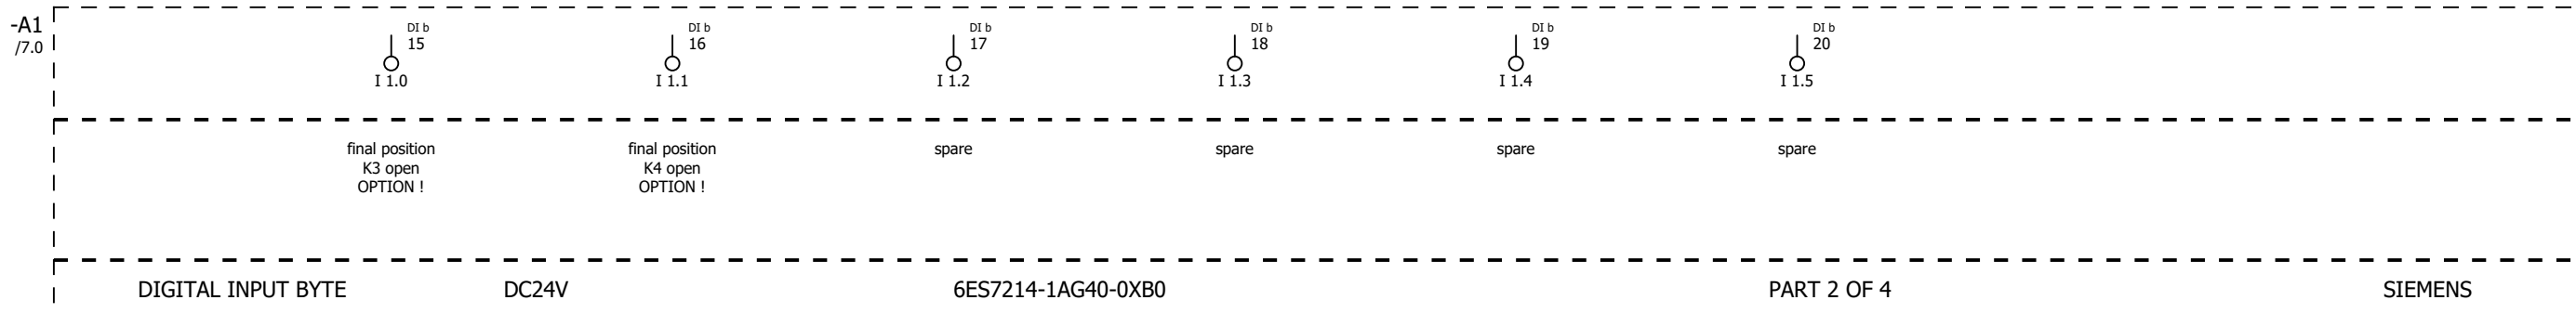 -A1
/7.0
DI b
15
I 1.0
DI b
16
I 1.1
DI b
17
I 1.2
DI b
18
I 1.3
DI b
19
I 1.4
DI b
20
I 1.5
final position
K3 open
OPTION !
final position
K4 open
OPTION !
spare
spare
spare
spare
DIGITAL INPUT BYTE DC24V 6ES7214-1AG40-0XB0 PART 2 OF 4 SIEMENS